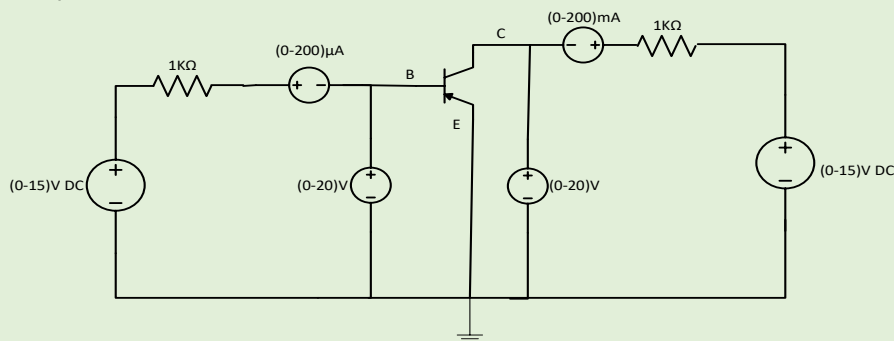 (0-200)mA
1KΩ
C
(0-200)µA
1KΩ
B
+ -
- +
E
+
-
(0-15)V DC
+
-
(0-20)V
+
-
(0-20)V
+
-
(0-15)V DC